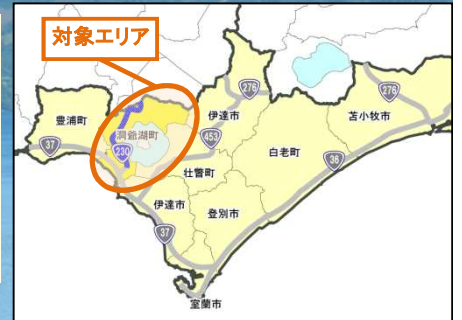 対象エリア
276
276
豊浦町
伊達市
苫小牧市
洞爺湖町
453
37
白老町
36
230
壮瞥町
伊達市
登別市
37
室蘭市